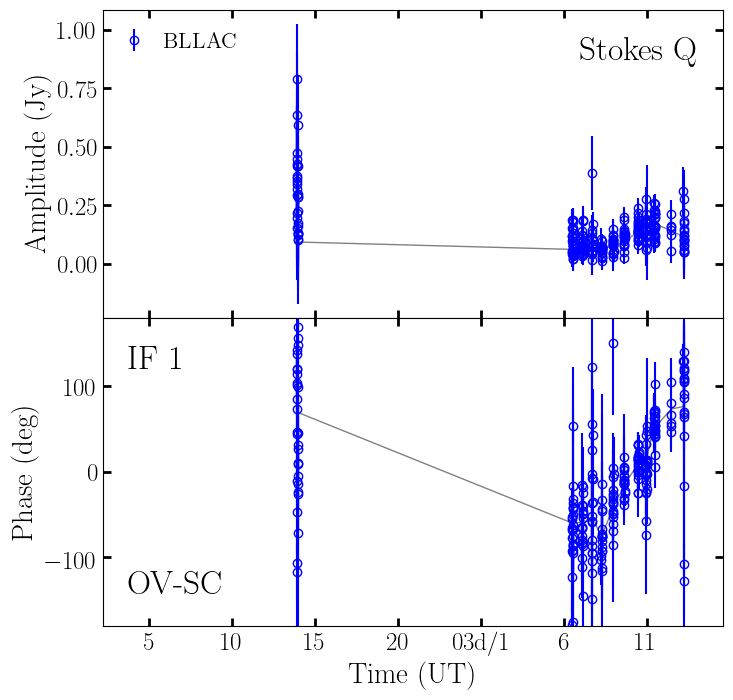 BLLAC
Stokes Q
Amplitude (Jy)
1.00
0.75
0.50
0.25
0.00
IF 1
Phase (deg)
100
0
−100
OV-SC
5 10 15 20 03d/1 6 11
Time (UT)